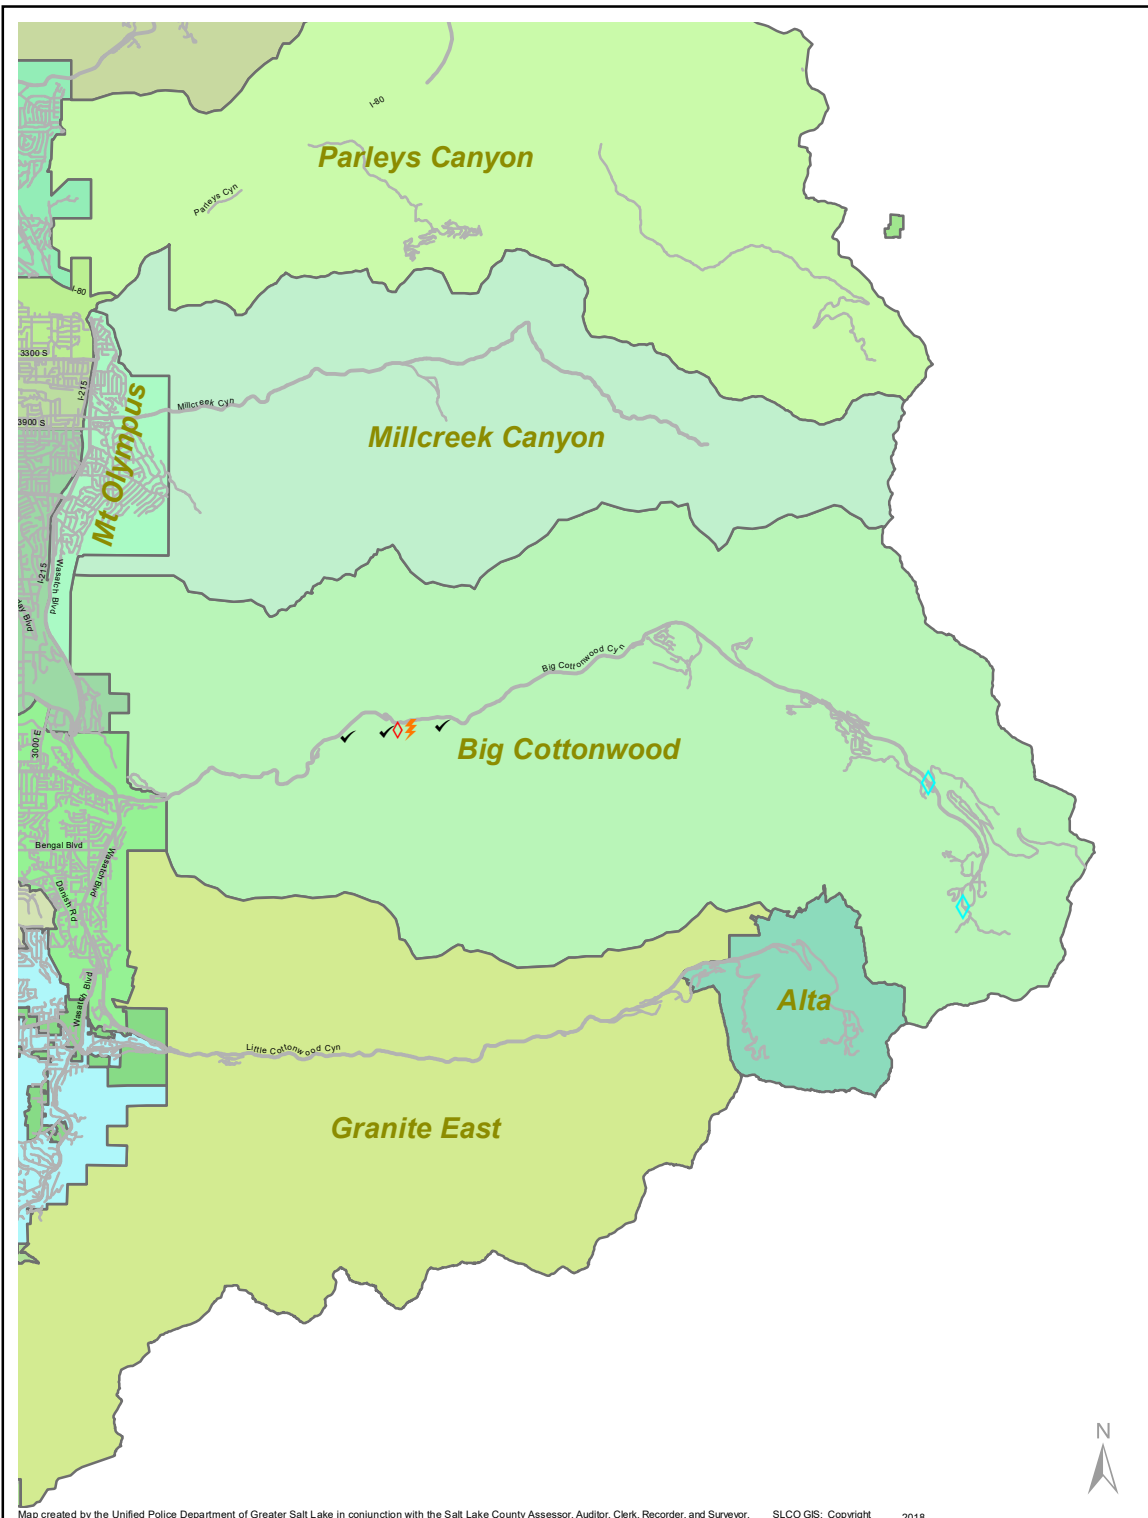 I-80
Parleys Canyon
Parleys Cyn
I-80
3300 S
I-215
Millcreek Cyn
3900 S
Mt Olympus
Millcreek Canyon
I-215
Wasatch Blvd
Blvd
Big Cottonwood Cyn
3000 E
Big Cottonwood
Bengal Blvd
Wasatch Blvd
Danish Rd
Wasatch Blvd
Alta
Little Cottonwood Cyn
Granite East
N
Map created by the Unified Police Department of Greater Salt Lake in conjunction with the Salt Lake County Assessor, Auditor, Clerk, Recorder, and Surveyor. SLCO GIS: Copyright 2018